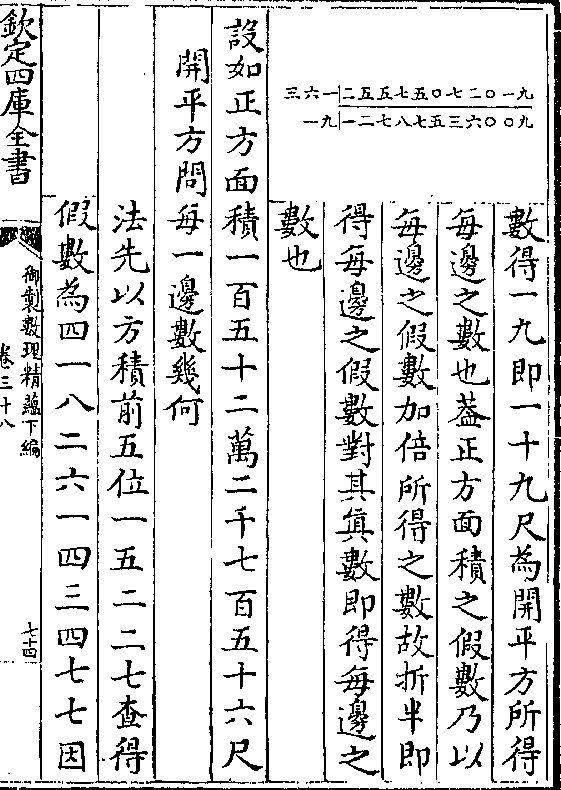 三六一二五五七五〇七二〇一九
一九一二七八七五三六〇〇九
數得一九即一十九尺為開平方所得
每邊之數也葢正方面積之假數乃以
每邊之假數加倍所得之數故折半即
得每邊之假數對其眞數即得每邊之
數也
設如正方面積一百五十二萬二千七百五十六尺
開平方問每一邊數幾何
法先以方積前五位一五二二七查得
假數為四一八二六一四三四七七因
欽定四庫全書
御製數理精蘊下編
卷三十八
七十四